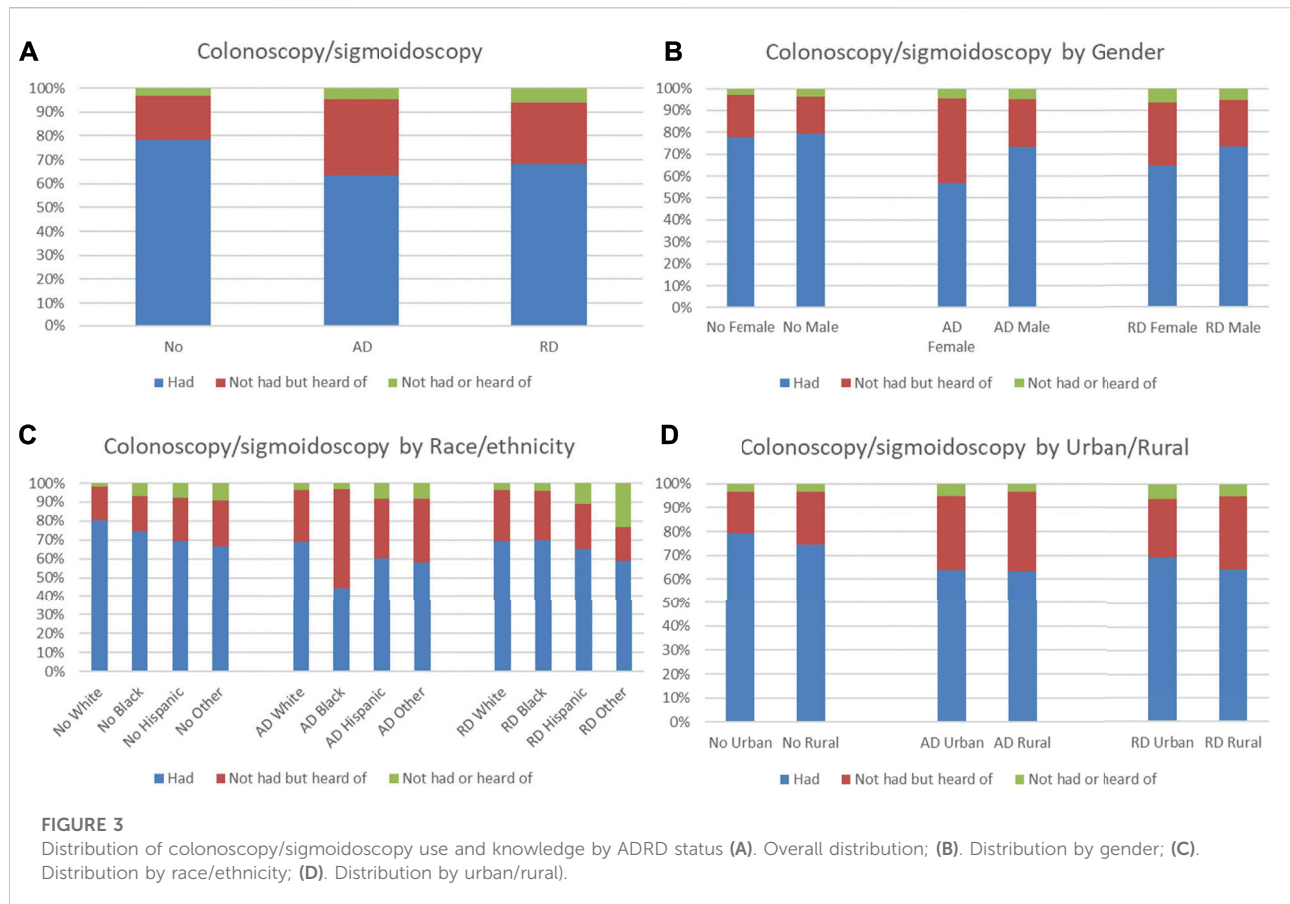 A
Colonoscopy/sigmoidoscopy
100%
90%
80%
70%
60%
50%
40%
30%
20%
10%
0%
No AD RD
Had Not had but heard of Not had or heard of
B
Colonoscopy/sigmoidoscopy by Gender
100%
90%
80%
70%
60%
50%
40%
30%
20%
10%
0%
No Female No Male AD Female AD Male RD Female RD Male
Had Not had but heard of Not had or heard of
C
Colonoscopy/sigmoidoscopy by Race/ethnicity
100%
90%
80%
70%
60%
50%
40%
30%
20%
10%
0%
No White No Black No Hispanic No Other AD White AD Black AD Hispanic AD Other RD White RD Black RD Hispanic RD Other
Had Not had but heard of Not had or heard of
D
Colonoscopy/sigmoidoscopy by Urban/Rural
100%
90%
80%
70%
60%
50%
40%
30%
20%
10%
0%
No Urban No Rural AD Urban AD Rural RD Urban RD Rural
Had Not had but heard of Not had or heard of
FIGURE 3
Distribution of colonoscopy/sigmoidoscopy use and knowledge by ADRD status (A). Overall distribution; (B). Distribution by gender; (C).
Distribution by race/ethnicity; (D). Distribution by urban/rural).